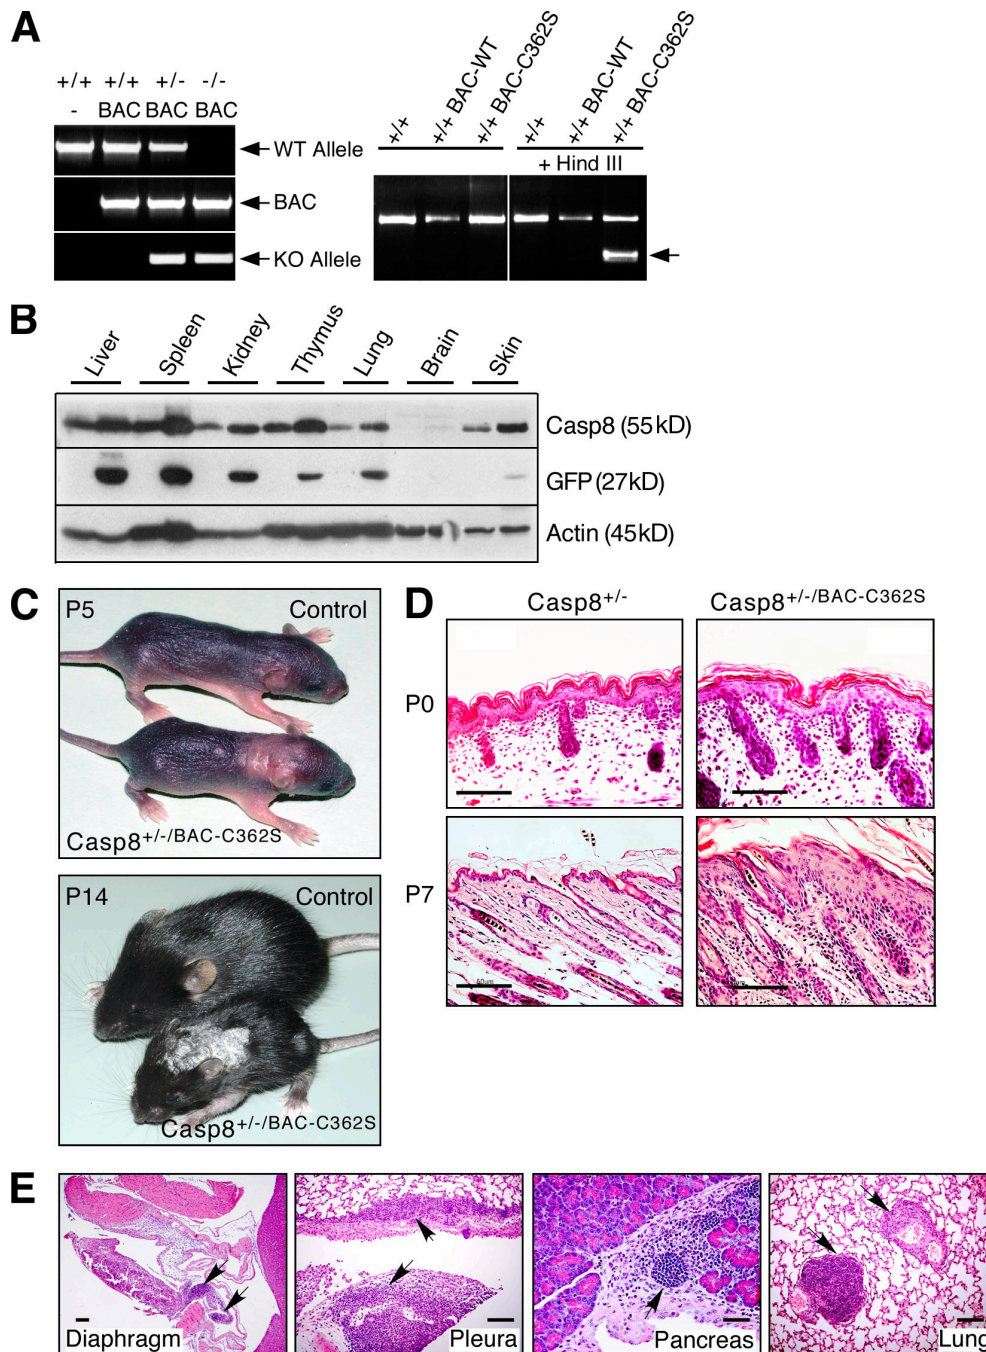 A
+/+ +/+ +/- -/-
- BAC BAC BAC
WT Allele
BAC
KO Allele
+/+
+/+ BAC-WT
+/+ BAC-C362S
+/+
+/+ BAC-WT
+/+ BAC-C362S
+ Hind III
B
Liver
Spleen
Kidney
Thymus
Lung
Brain
Skin
Casp8 (55kD)
GFP (27kD)
Actin (45kD)
C
P5
Control
Casp8+/-/BAC-C362S
P14
Control
Casp8+/-/BAC-C362S
D
Casp8+/-
Casp8+/-/BAC-C362S
P0
P7
E
Diaphragm
Pleura
Pancreas
Lung